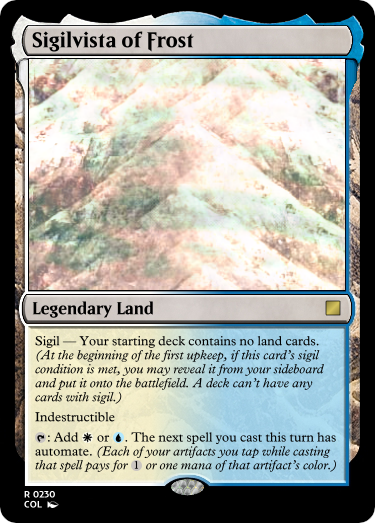 Sigilvista of Frost
Legendary Land
Sigil — Your starting deck contains no land cards.
(At the beginning of the first upkeep, if this card's sigil
condition is met, you may reveal it from your sideboard
and put it onto the battlefield. A deck can't have any
cards with sigil.)
Indestructible
: Add or . The next spell you cast this turn has
automate. (Each of your artifacts you tap while casting
that spell pays for 1 or one mana of that artifact's color.)
R 0230
COL